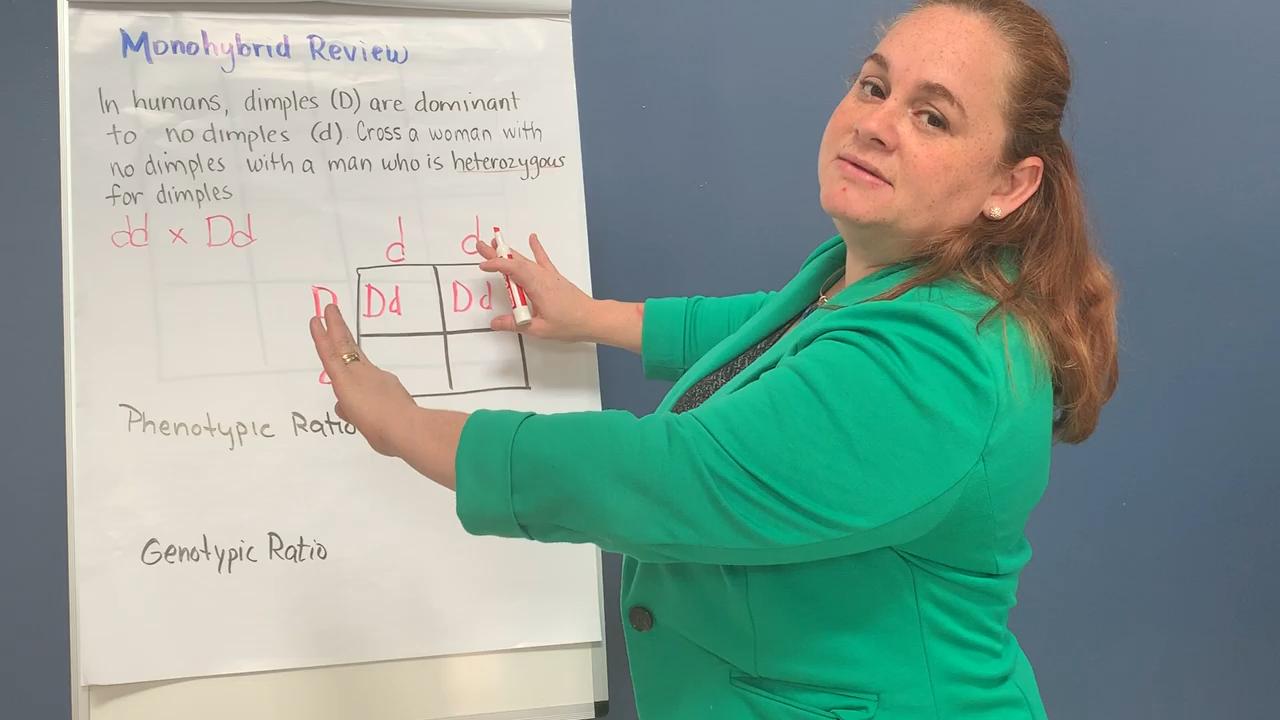 Monohybrid Review
In humans, dimples (D) are dominant
to no dimples (d). Cross a woman with
no dimples with a man who is heterozygous
for dimples
dd x Dd
d d
D Dd Dd
Phenotypic Ratio
Genotypic Ratio